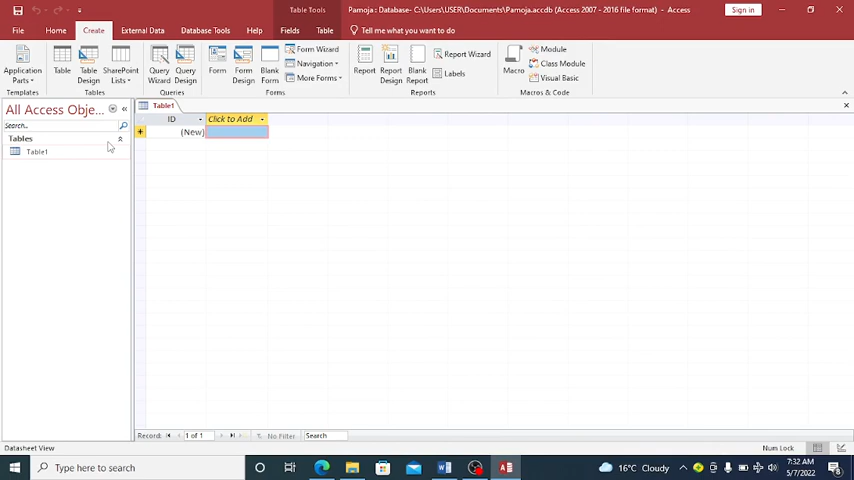 Table Tools
Pamoja : Database- C:\Users\USER\Documents\Pamoja.accdb (Access 2007 - 2016 file format) - Access
Sign in
File Home Create External Data Database Tools Help Fields Table Tell me what you want to do
Application Parts
Table
Table Design
SharePoint Lists
Query Wizard
Query Design
Form
Form Design
Blank Form
Form Wizard
Navigation
More Forms
Report
Report Design
Blank Report
Report Wizard
Labels
Macro
Module
Class Module
Visual Basic
Templates Tables Queries Forms Reports Macros & Code
All Access Obje...
Search...
Tables
Table1
Table1
ID Click to Add
(New)
Record: 1 of 1 No Filter Search
Datasheet View
Num Lock
Type here to search
16°C Cloudy
7:32 AM
5/7/2022
8